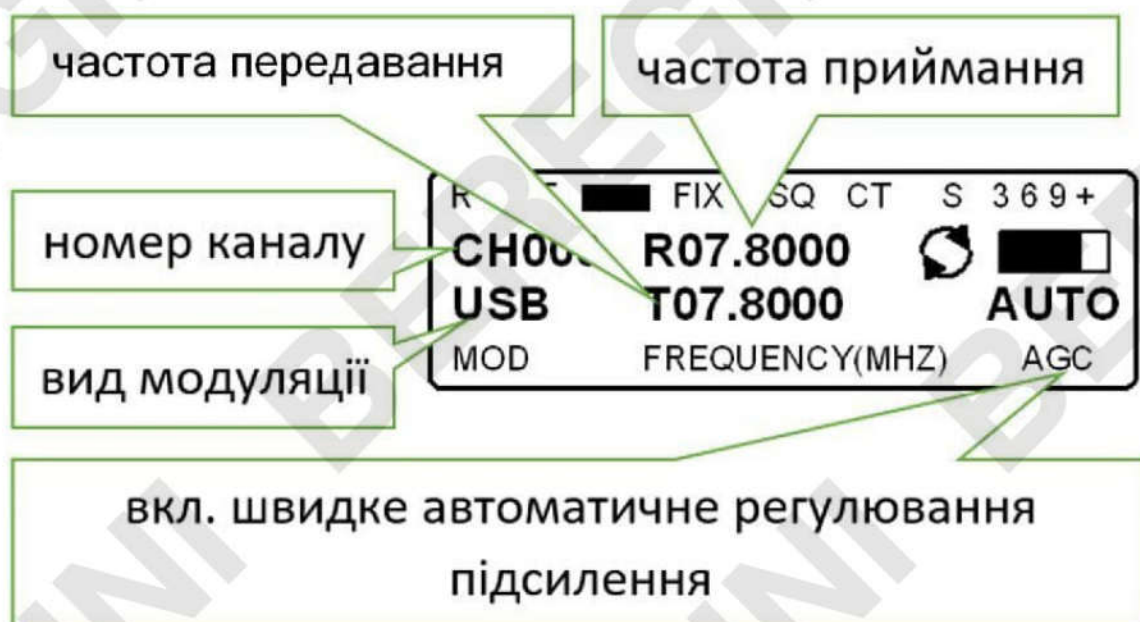 частота передавання
частота приймання
R FIX SQ CT S 3 6 9 +
номер каналу
R07.8000
USB T07.8000 AUTO
вид модуляції
MOD FREQUENCY(MHZ) AGC
вкл. швидке автоматичне регулювання
підсилення
BEREGINI